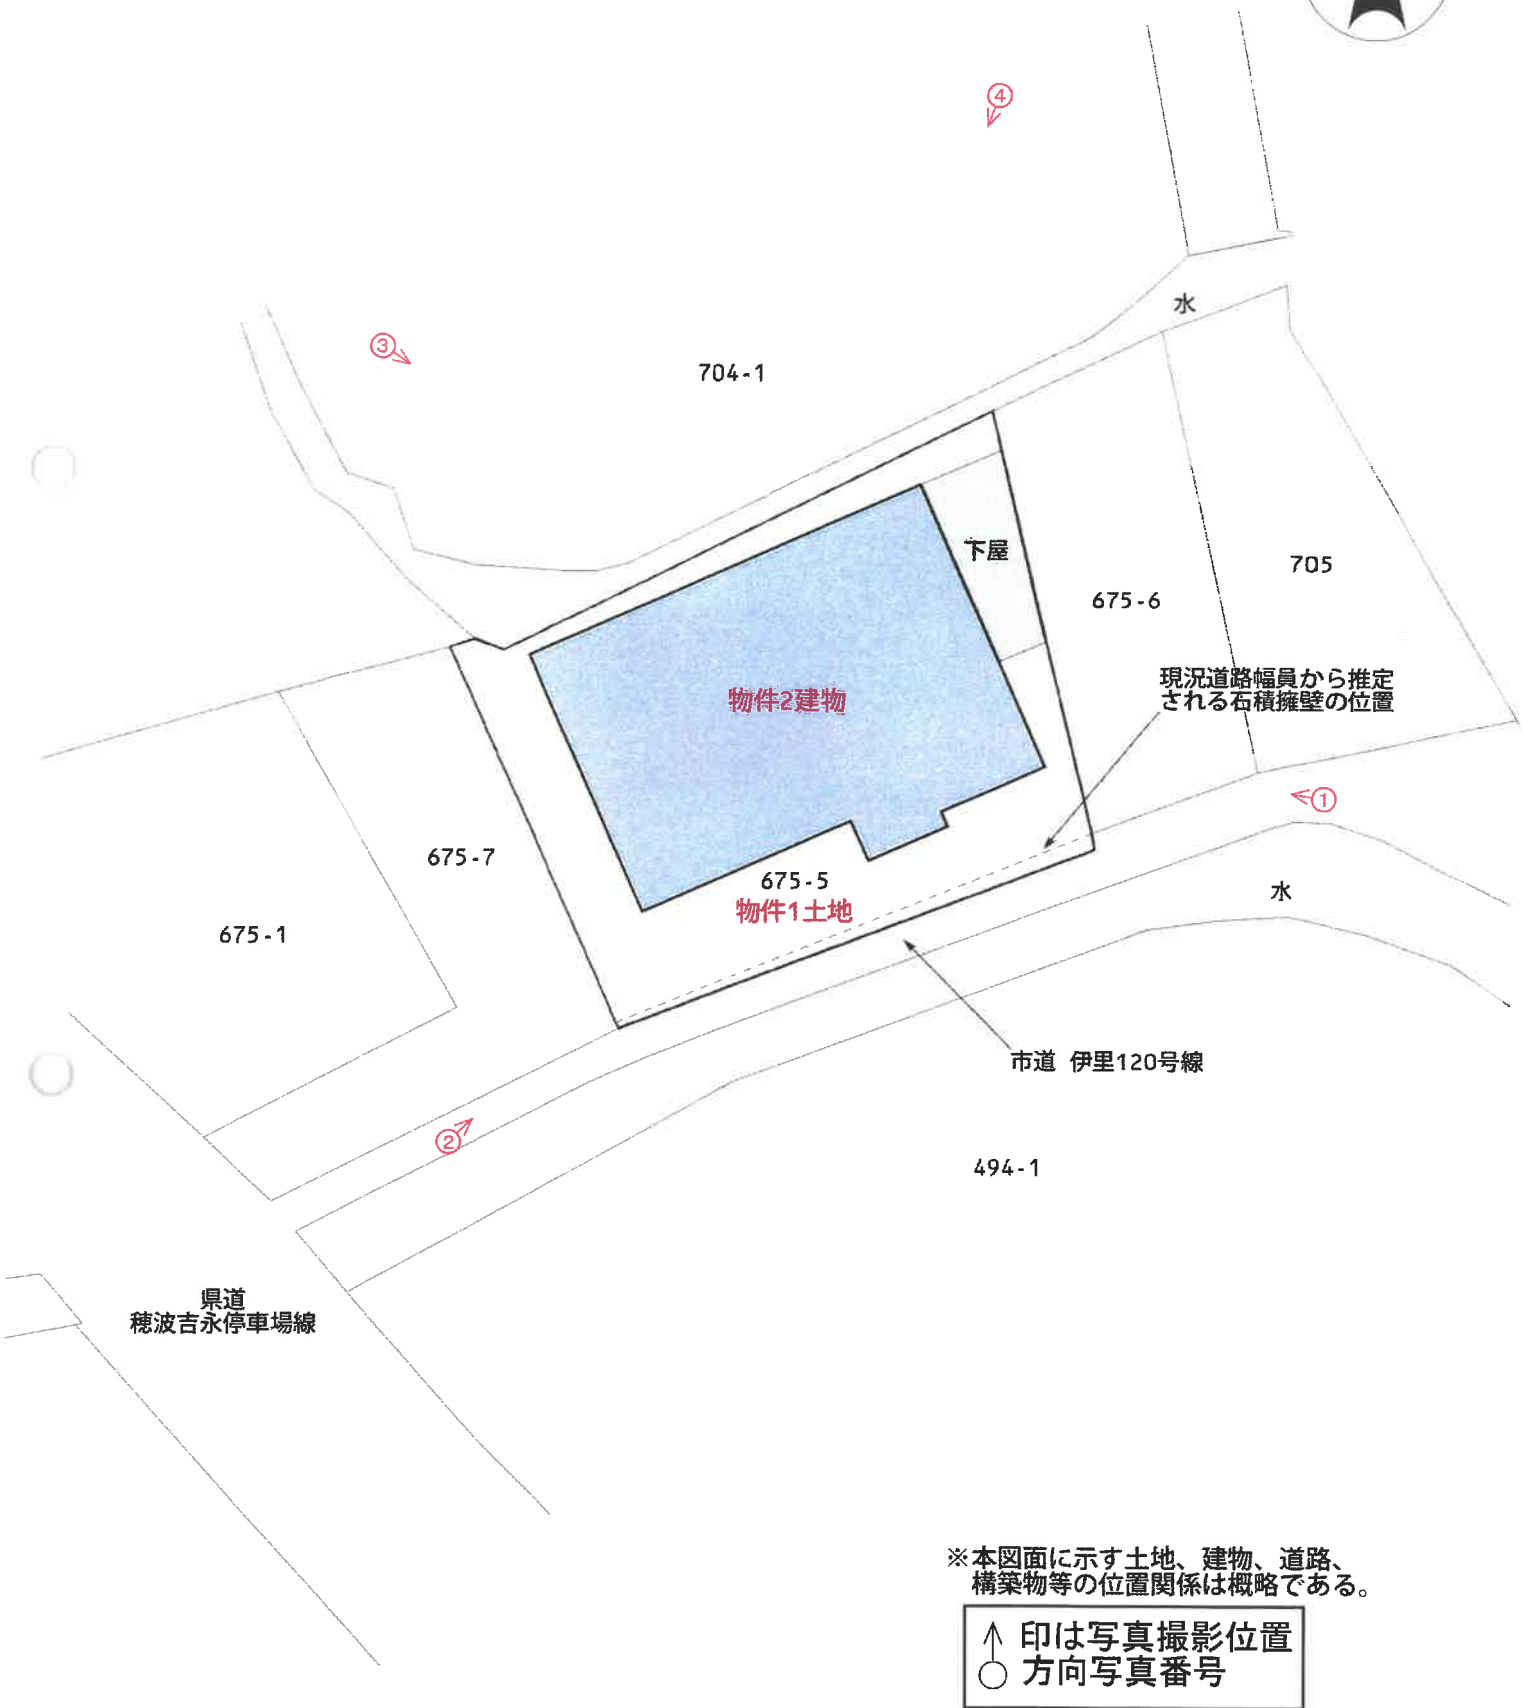 ④
水
③
704-1
下屋
705
675-6
現況道路幅員から推定
される石積擁壁の位置
物件2建物
①
675-7
675-5
物件1土地
水
675-1
市道 伊里120号線
②
494-1
県道
穂波吉永停車場線
※本図面に示す土地、建物、道路、
構築物等の位置関係は概略である。
↑ 印は写真撮影位置
○ 方向写真番号